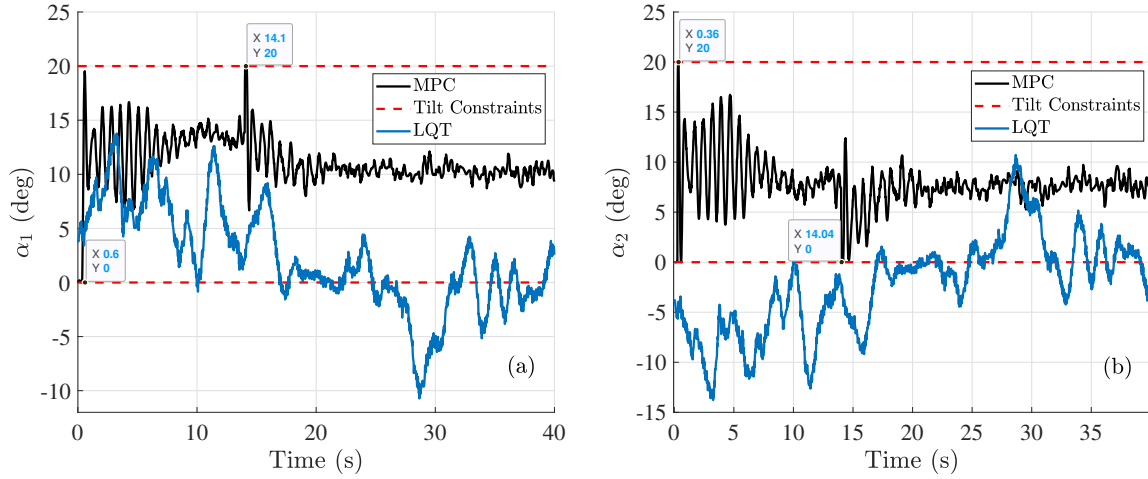 25
20
15
10
5
0
-5
-10
α1 (deg)
0
10
20
30
40
Time (s)
X 14.1
Y 20
X 0.6
Y 0
MPC
Tilt Constraints
LQT
(a)
25
20
15
10
5
0
-5
-10
-15
α2 (deg)
0
5
10
15
20
25
30
35
Time (s)
X 0.36
Y 20
X 14.04
Y 0
MPC
Tilt Constraints
LQT
(b)